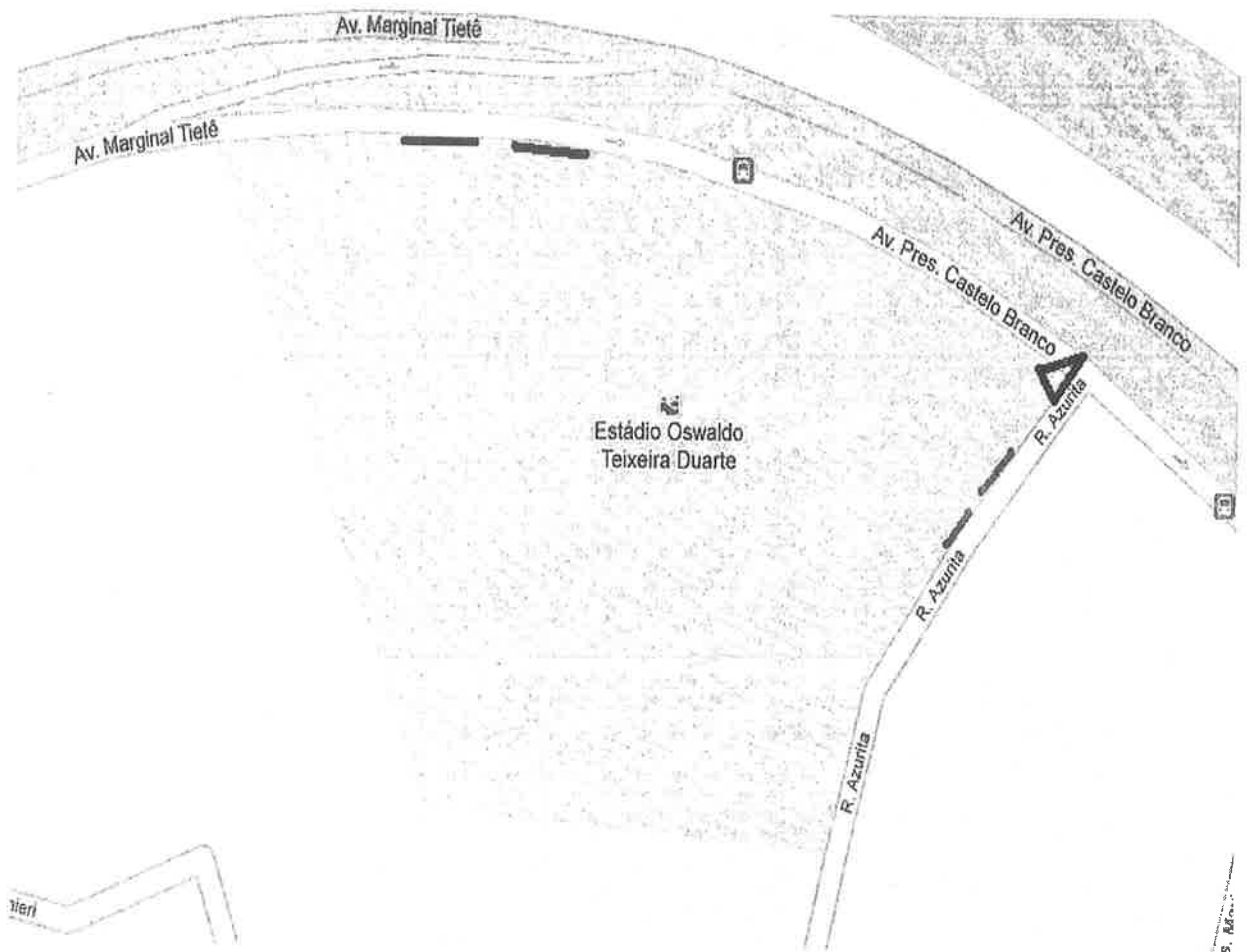 Av. Marginal Tietê
Av. Marginal Tietê
Av. Pres. Castelo Branco
Av. Pres. Castelo Branco
Estádio Oswaldo
Teixeira Duarte
R. Azurita
R. Azurita
R. Azurita
nieri